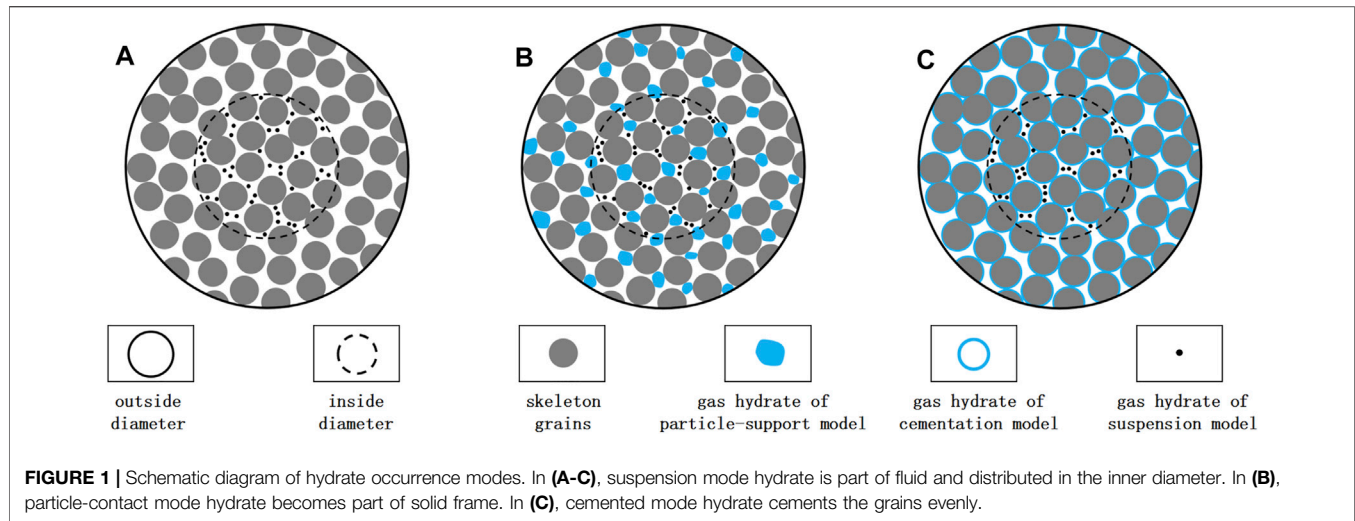 A
B
C
outside
diameter
inside
diameter
skeleton
grains
gas hydrate of
particle-support model
gas hydrate of
cementation model
gas hydrate of
suspension model
FIGURE 1 | Schematic diagram of hydrate occurrence modes. In (A-C), suspension mode hydrate is part of fluid and distributed in the inner diameter. In (B),
particle-contact mode hydrate becomes part of solid frame. In (C), cemented mode hydrate cements the grains evenly.